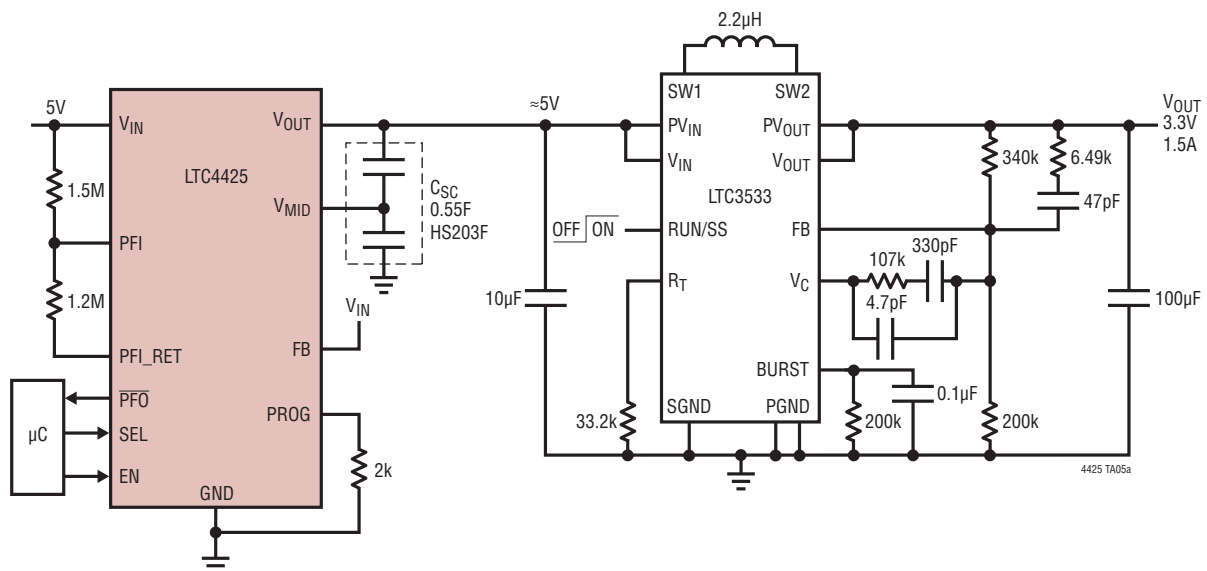 2.2µH
SW1
SW2
5V
VIN
VOUT
≈5V
PVIN
PVOUT
VOUT
3.3V
1.5A
VIN
VOUT
340k
6.49k
LTC4425
1.5M
LTC3533
47pF
CSC
0.55F
HS203F
VMID
PFI
OFF
ON
RUN/SS
FB
330pF
107k
RT
VC
4.7pF
1.2M
10µF
100µF
VIN
FB
PFI_RET
BURST
0.1µF
PFO
PROG
SGND
PGND
33.2k
200k
200k
µC
SEL
EN
2k
GND
4425 TA05a